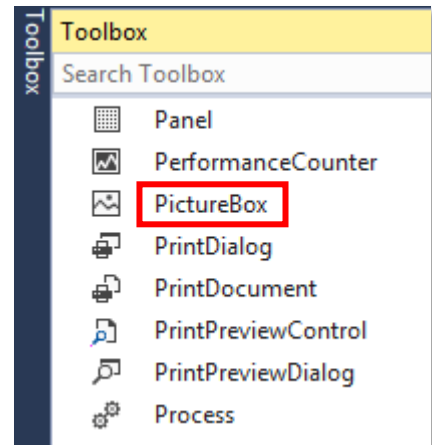 Toolbox
Toolbox
Search Toolbox
Panel
PerformanceCounter
PictureBox
PrintDialog
PrintDocument
PrintPreviewControl
PrintPreviewDialog
Process